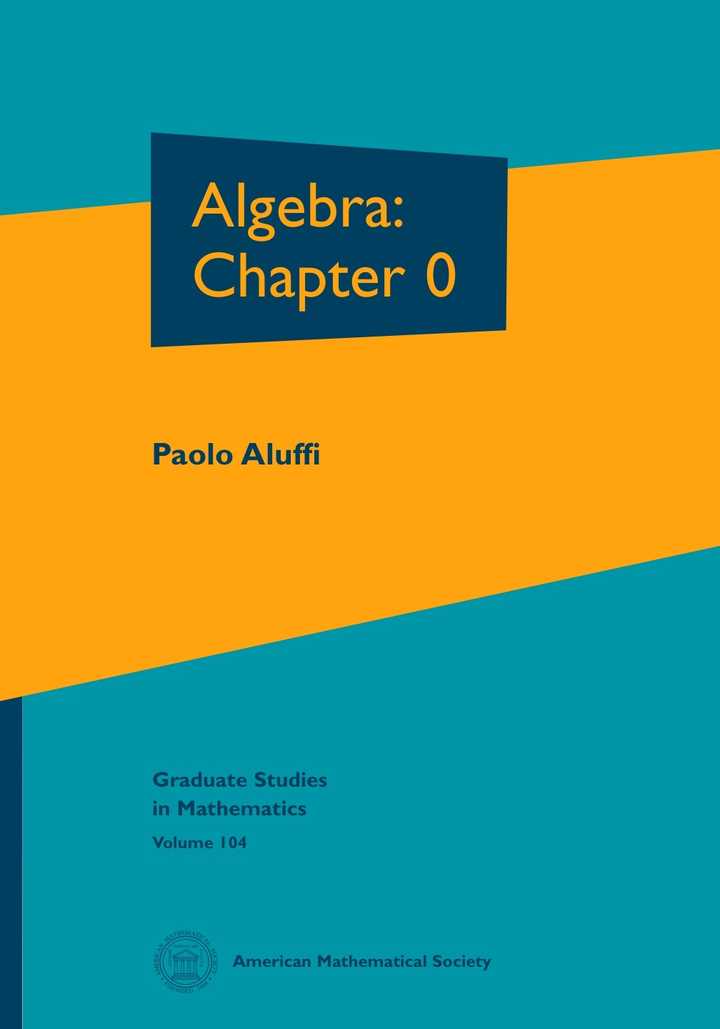 Algebra:
Chapter 0
Paolo Aluffi
Graduate Studies
in Mathematics
Volume 104
American Mathematical Society